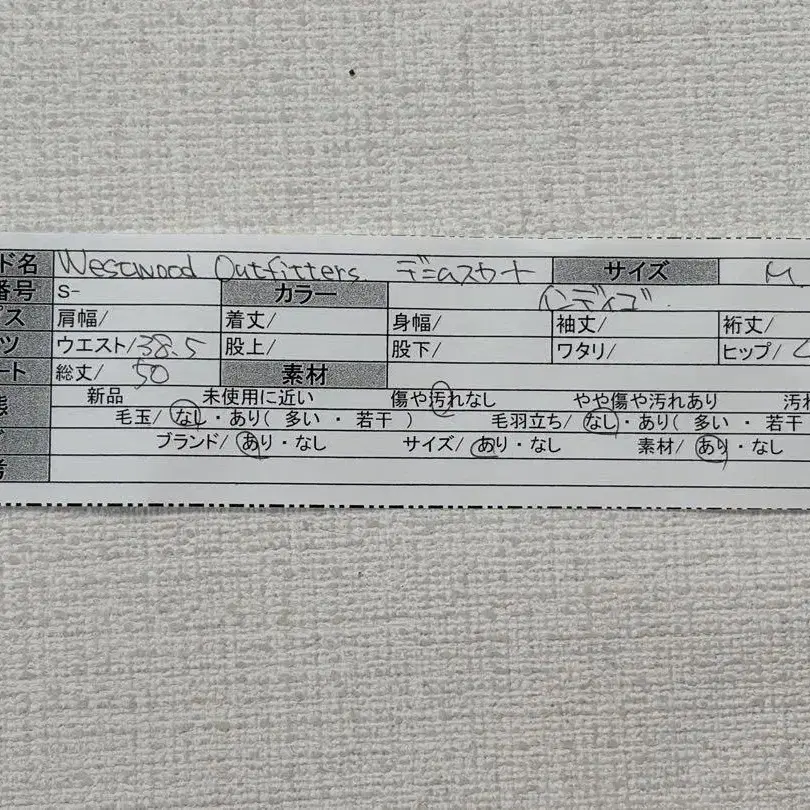 ド名 Westwood Outfitters デニムスカート サイズ M
番号 S- カラー インディゴ
プス 肩幅/ 着丈/ 身幅/ 袖丈/ 裄丈/
ツ ウエスト/38.5 股上/ 股下/ ワタリ/ ヒップ/
ート 総丈/ 50 素材
態 新品 未使用に近い 傷や汚れなし やや傷や汚れあり 汚れ
毛玉/ なし・あり( 多い ・ 若干 ) 毛羽立ち/ なし・あり( 多い ・ 若干
ブランド/ あり・なし サイズ/ あり・なし 素材/ あり・なし
考